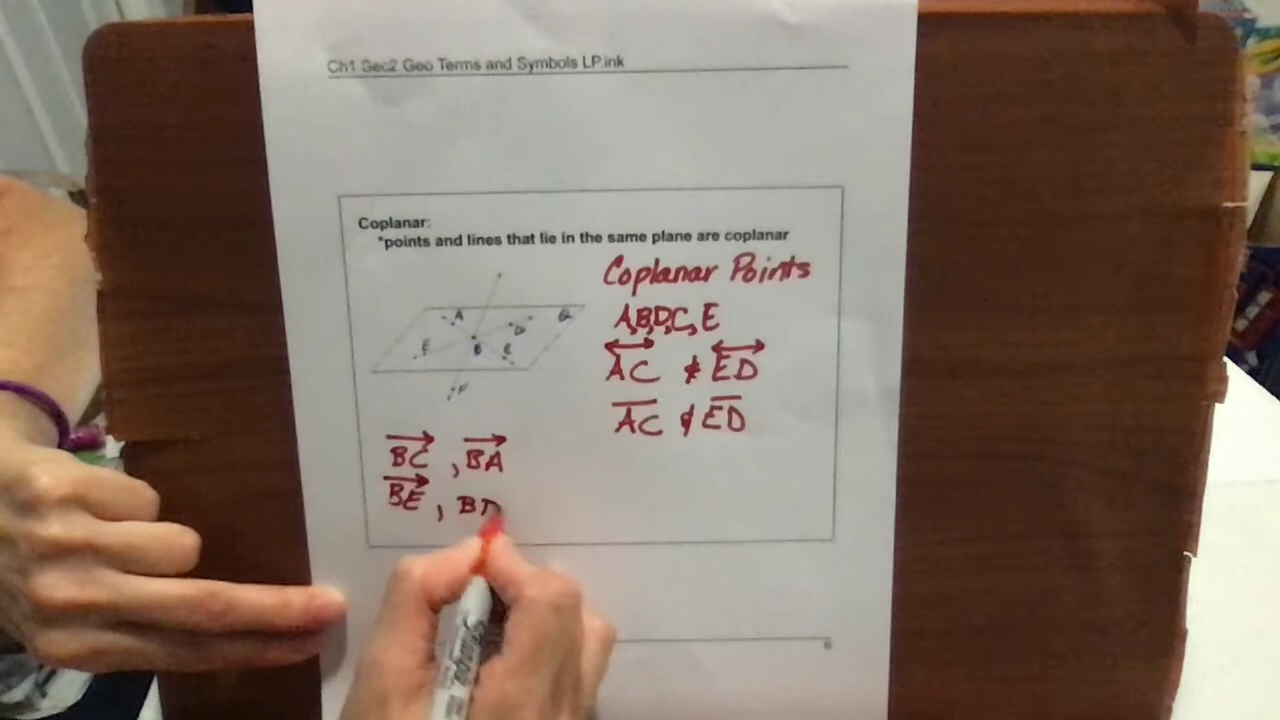 Ch1 Sec2 Geo Terms and Symbols LP.ink
Coplanar:
*points and lines that lie in the same plane are coplanar
Coplanar Points
A,B,D,C,E
AC & ED
AC & ED
A
D
E
B
C
F
BC , BA
BE , BD
6